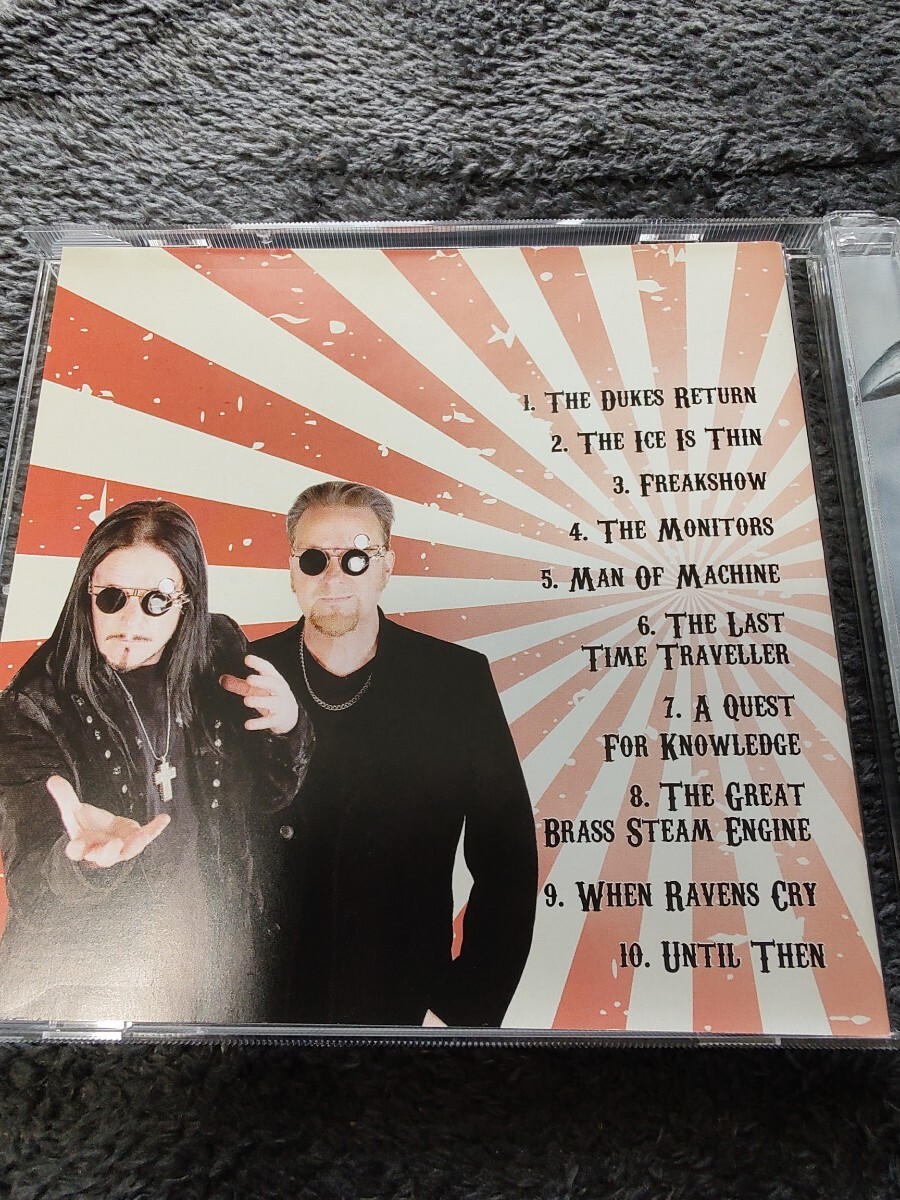 1. The Dukes Return
2. The Ice Is Thin
3. Freakshow
4. The Monitors
5. Man Of Machine
6. The Last
Time Traveller
7. A Quest
For Knowledge
8. The Great
Brass Steam Engine
9. When Ravens Cry
10. Until Then